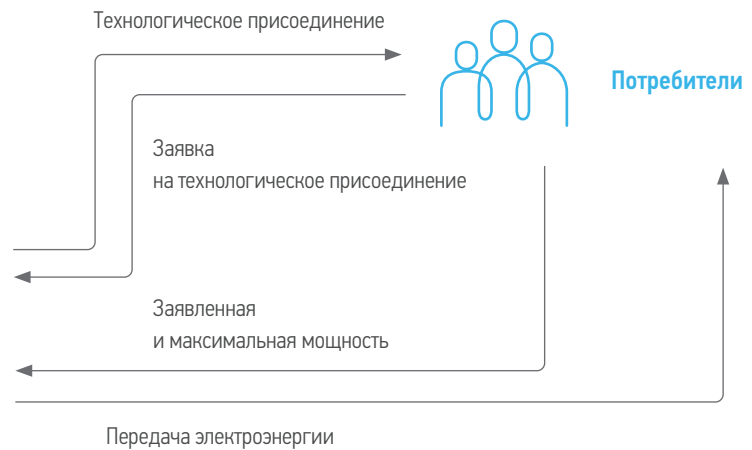 Технологическое присоединение
Потребители
Заявка
на технологическое присоединение
Заявленная
и максимальная мощность
Передача электроэнергии